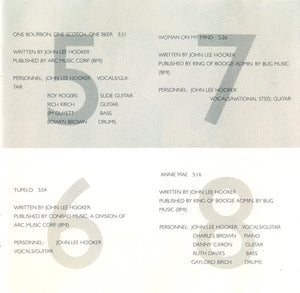 ONE BOURBON, ONE SCOTCH, ONE BEER 3:21
WRITTEN BY JOHN LEE HOOKER
PUBLISHED BY ARC MUSIC CORP. (BMI)
PERSONNEL: JOHN LEE HOOKER VOCALS/GUI-
TAR
ROY ROGERS SLIDE GUITAR
RICH KIRCH GUITAR
JIM GUYETT BASS
BOWEN BROWN DRUMS
5
WOMAN ON MY MIND 5:26
WRITTEN BY JOHN LEE HOOKER
PUBLISHED BY KING OF BOOGIE ADMIN. BY BUG
MUSIC (BMI)
PERSONNEL: JOHN LEE HOOKER
VOCALS/NATIONAL STEEL GUITAR
7
TUPELO 3:54
WRITTEN BY JOHN LEE HOOKER
PUBLISHED BY CONRAD MUSIC, A DIVISION OF
ARC MUSIC CORP. (BMI)
PERSONNEL: JOHN LEE HOOKER
VOCALS/GUITAR
6
ANNIE MAE 5:16
WRITTEN BY JOHN LEE HOOKER
PUBLISHED BY KING OF BOOGIE ADMIN. BY BUG MUSIC
(BMI)
PERSONNEL: JOHN LEE HOOKER VOCALS/GUITAR
CHARLES BROWN PIANO
DANNY CARON GUITAR
RUTH DAVIES BASS
GAYLORD BIRCH DRUMS
8